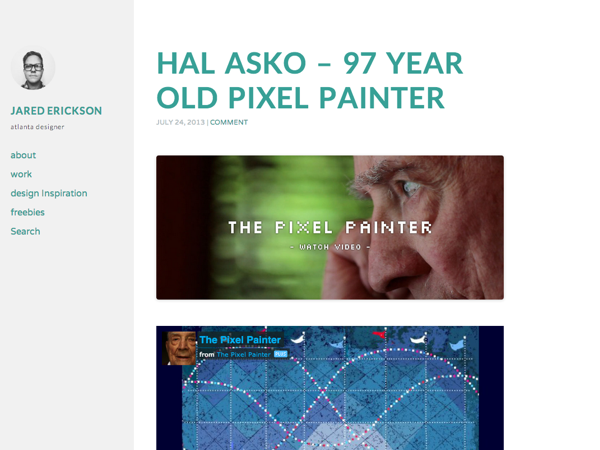 JARED ERICKSON
atlanta designer
about
work
design Inspiration
freebies
Search
HAL ASKO – 97 YEAR
OLD PIXEL PAINTER
JULY 24, 2013 | COMMENT
THE PIXEL PAINTER
- WATCH VIDEO -
The Pixel Painter
from The Pixel Painter PLUS